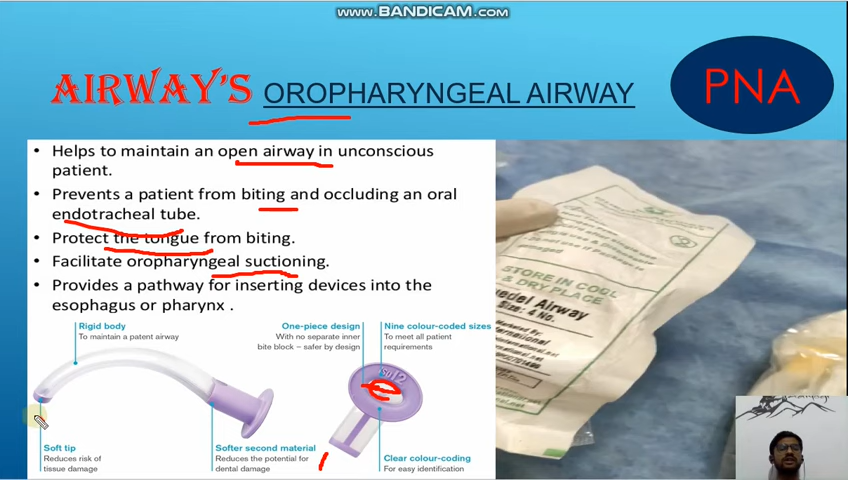 www.BANDICAM.com
AIRWAY'S OROPHARYNGEAL AIRWAY
PNA
• Helps to maintain an open airway in unconscious
patient.
• Prevents a patient from biting and occluding an oral
endotracheal tube.
• Protect the tongue from biting.
• Facilitate oropharyngeal suctioning.
• Provides a pathway for inserting devices into the
esophagus or pharynx .
Rigid body
To maintain a patent airway
One-piece design
With no separate inner
bite block – safer by design
Nine colour-coded sizes
To meet all patient
requirements
Soft tip
Reduces risk of
tissue damage
Softer second material
Reduces the potential for
dental damage
Clear colour-coding
For easy identification
STORE IN COOL
& DRY PLACE
edel Airway
Size: 4 No.